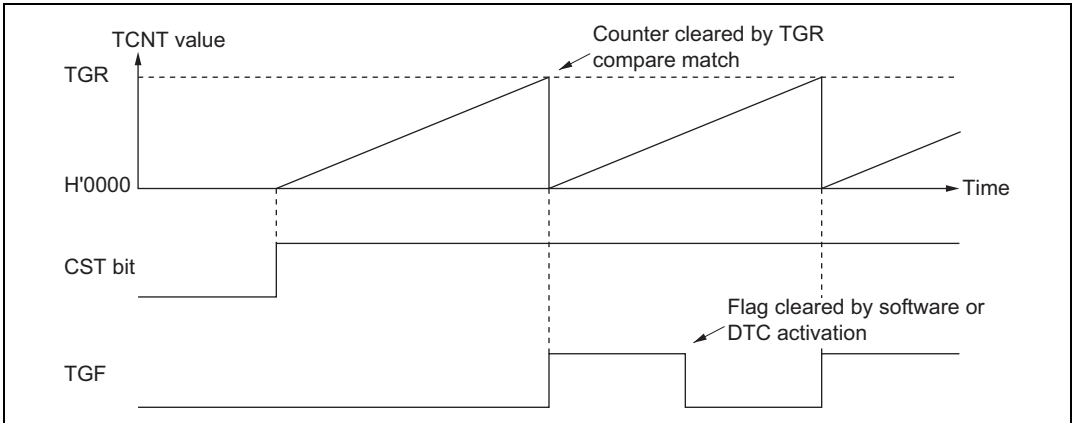 TCNT value
Counter cleared by TGR
compare match
TGR
H'0000
Time
CST bit
Flag cleared by software or
DTC activation
TGF